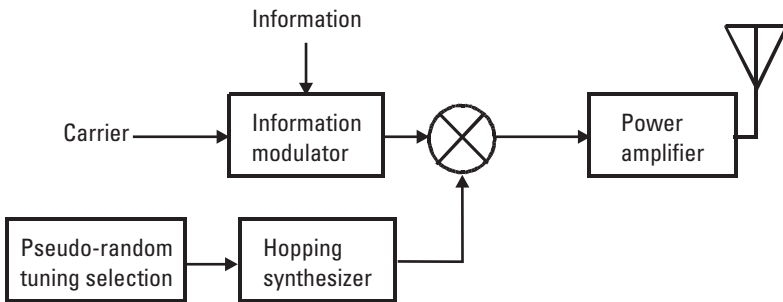 Information
Carrier
Information
modulator
Power
amplifier
Pseudo-random
tuning selection
Hopping
synthesizer